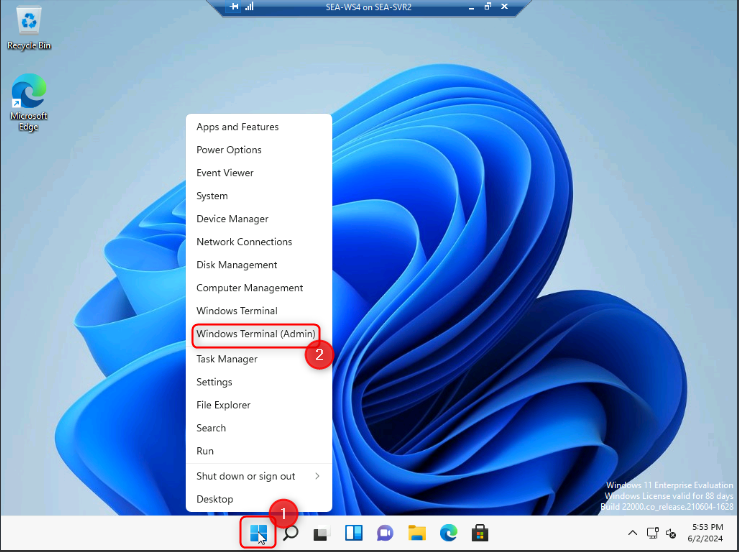 SEA-WS4 on SEA-SVR2
Recycle Bin
Microsoft
Edge
Apps and Features
Power Options
Event Viewer
System
Device Manager
Network Connections
Disk Management
Computer Management
Windows Terminal
Windows Terminal (Admin)
2
Task Manager
Settings
File Explorer
Search
Run
Shut down or sign out
Desktop
1
Windows 11 Enterprise Evaluation
Windows License valid for 88 days
Build 22000.co_release.210604-1628
5:53 PM
6/2/2024